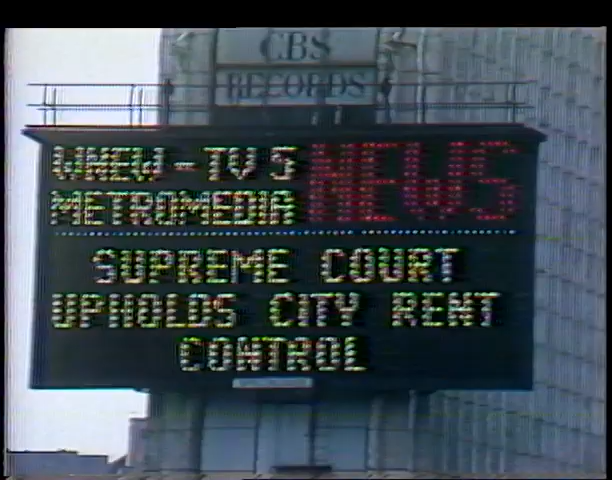 CBS
RECORDS
WNEW-TV 5
METROMEDIA
NEWS
SUPREME COURT
UPHOLDS CITY RENT
CONTROL